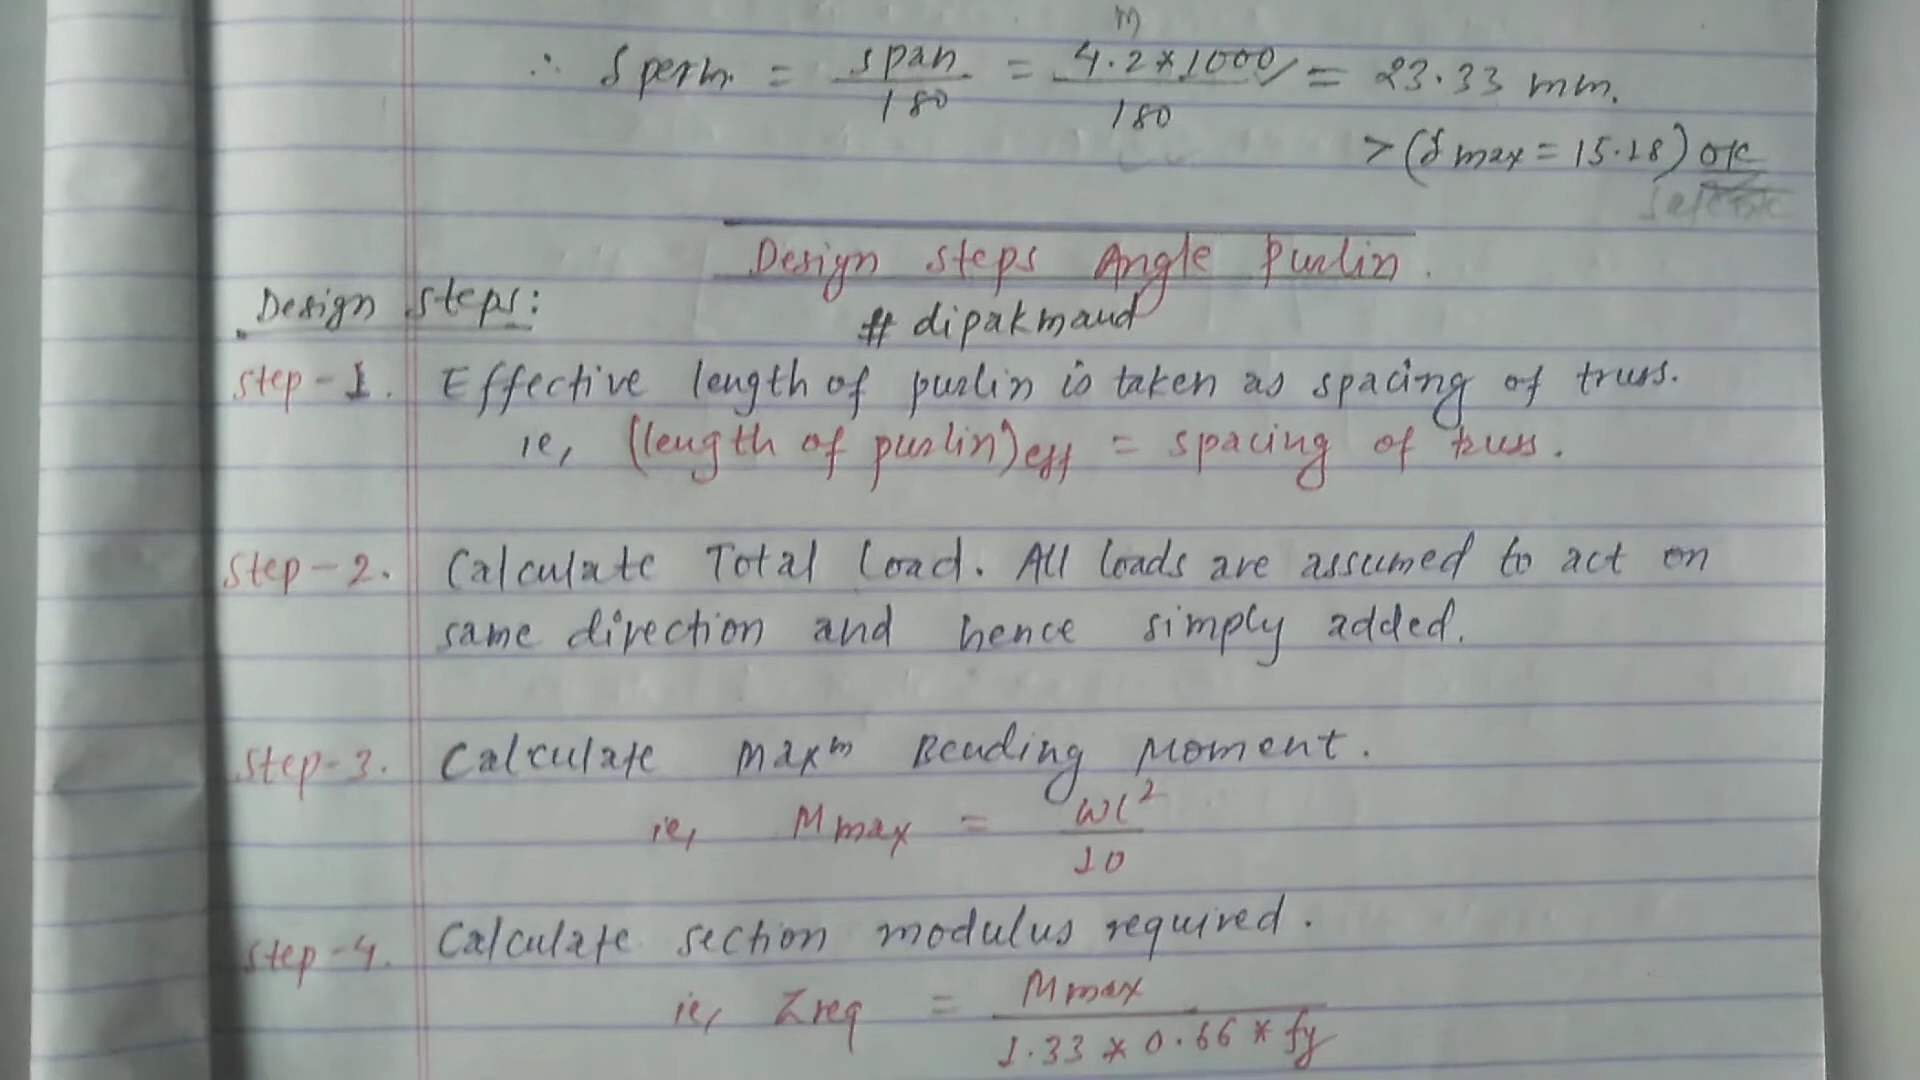 m
∴ δ perm. = span / 180 = 4.2*1000 / 180 = 23.33 mm.
> (δ max = 15.18) ok
Design steps Angle Purlin.
Design steps:
# dipakmaud
Step-1. Effective length of purlin is taken as spacing of truss.
ie, (length of purlin)eff = spacing of truss.
Step-2. Calculate Total load. All loads are assumed to act on
same direction and hence simply added.
Step-3. Calculate maxm Bending Moment.
ie, M max = wl² / 10
Step-4. Calculate section modulus required.
ie, Zreq = M max / 1.33 * 0.66 * fy